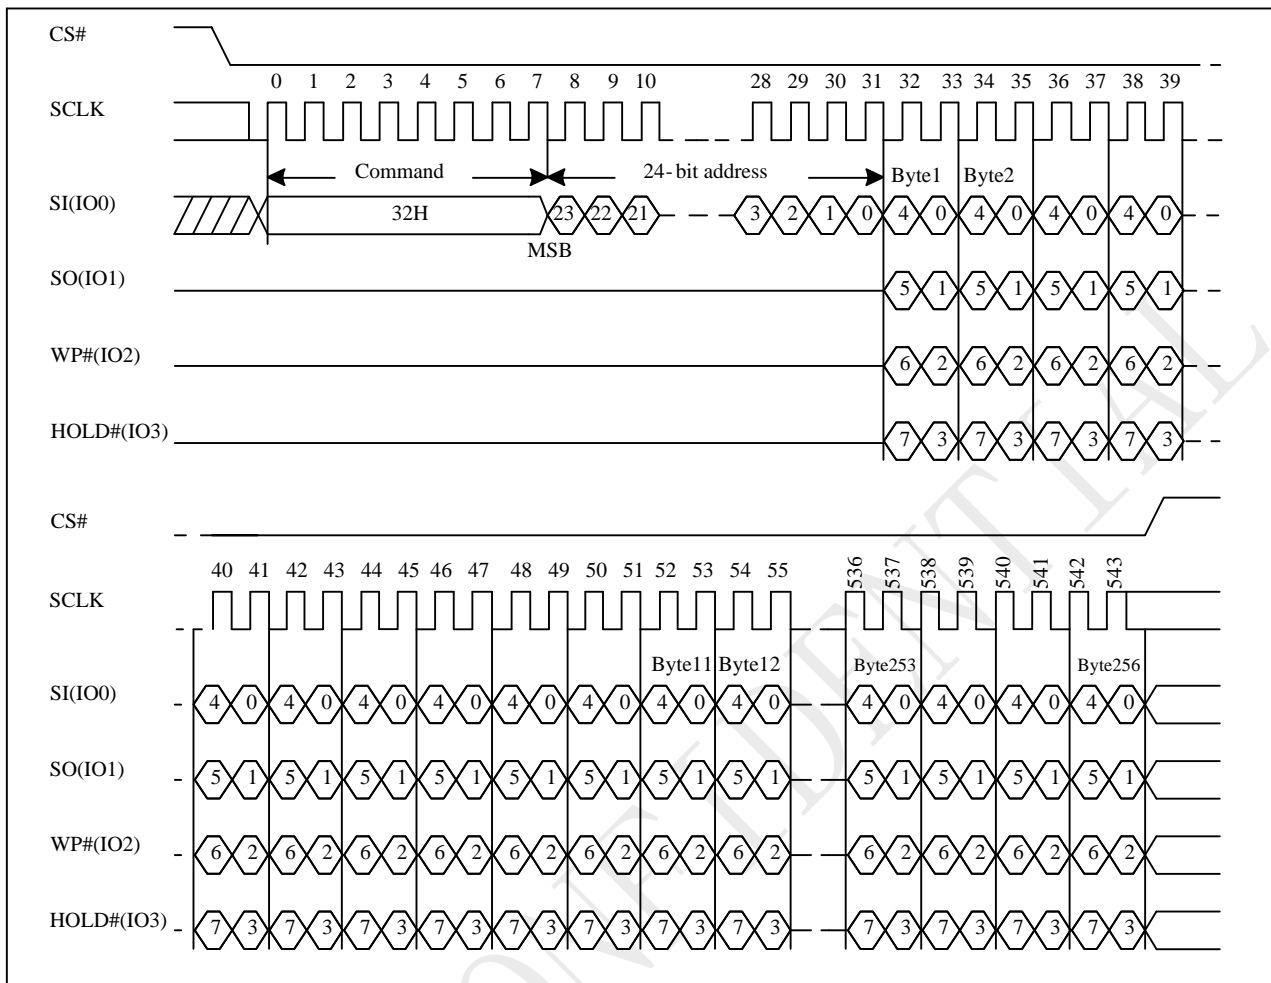 CS#
0 1 2 3 4 5 6 7 8 9 10 28 29 30 31 32 33 34 35 36 37 38 39
SCLK
Command 24-bit address Byte1 Byte2
SI(IO0) 32H 23 22 21 3 2 1 0 4 0 4 0 4 0 4 0
MSB
SO(IO1) 5 1 5 1 5 1 5 1
WP#(IO2) 6 2 6 2 6 2 6 2
HOLD#(IO3) 7 3 7 3 7 3 7 3
CS#
40 41 42 43 44 45 46 47 48 49 50 51 52 53 54 55 536 537 538 539 540 541 542 543
SCLK
Byte11 Byte12 Byte253 Byte256
SI(IO0) 4 0 4 0 4 0 4 0 4 0 4 0 4 0 4 0 4 0 4 0 4 0 4 0
SO(IO1) 5 1 5 1 5 1 5 1 5 1 5 1 5 1 5 1 5 1 5 1 5 1 5 1
WP#(IO2) 6 2 6 2 6 2 6 2 6 2 6 2 6 2 6 2 6 2 6 2 6 2 6 2
HOLD#(IO3) 7 3 7 3 7 3 7 3 7 3 7 3 7 3 7 3 7 3 7 3 7 3 7 3
ONFIDENTIAL